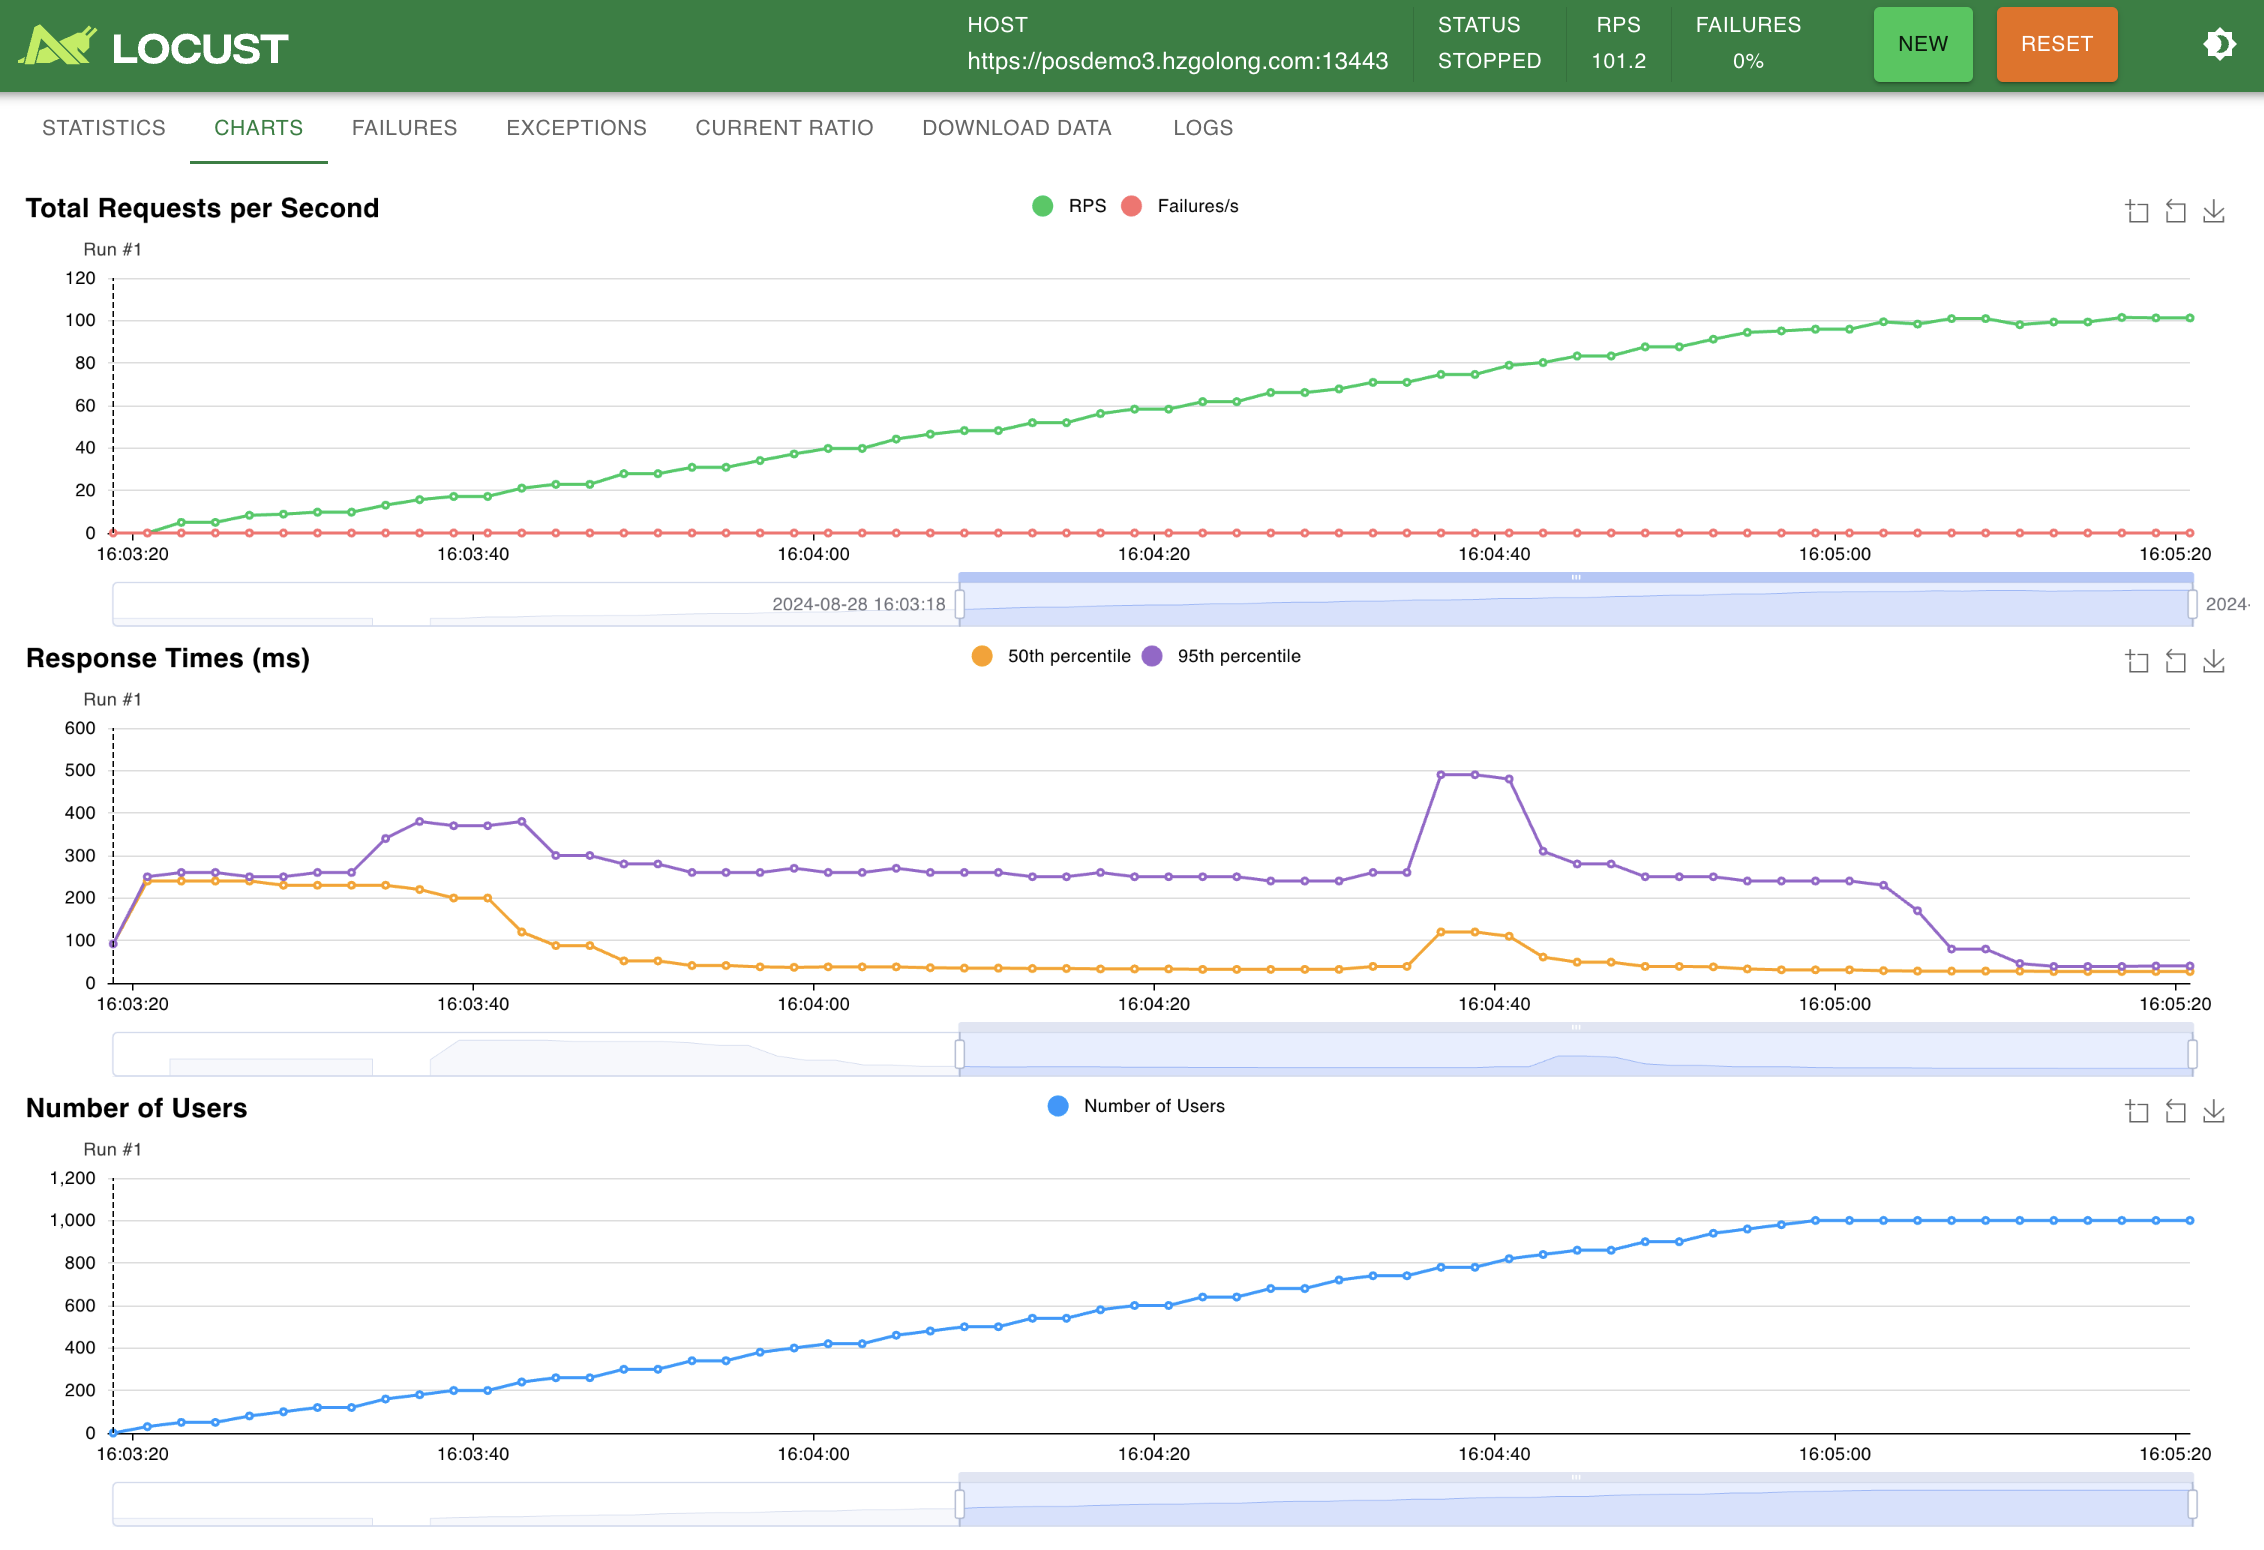 LOCUST
HOST
https://posdemo3.hzgolong.com:13443
STATUS
STOPPED
RPS
101.2
FAILURES
0%
NEW
RESET
STATISTICS CHARTS FAILURES EXCEPTIONS CURRENT RATIO DOWNLOAD DATA LOGS
Total Requests per Second
RPS Failures/s
Run #1
120
100
80
60
40
20
0
16:03:20 16:03:40 16:04:00 16:04:20 16:04:40 16:05:00 16:05:20
2024-08-28 16:03:18
2024-
Response Times (ms)
50th percentile 95th percentile
Run #1
600
500
400
300
200
100
0
16:03:20 16:03:40 16:04:00 16:04:20 16:04:40 16:05:00 16:05:20
Number of Users
Number of Users
Run #1
1,200
1,000
800
600
400
200
0
16:03:20 16:03:40 16:04:00 16:04:20 16:04:40 16:05:00 16:05:20